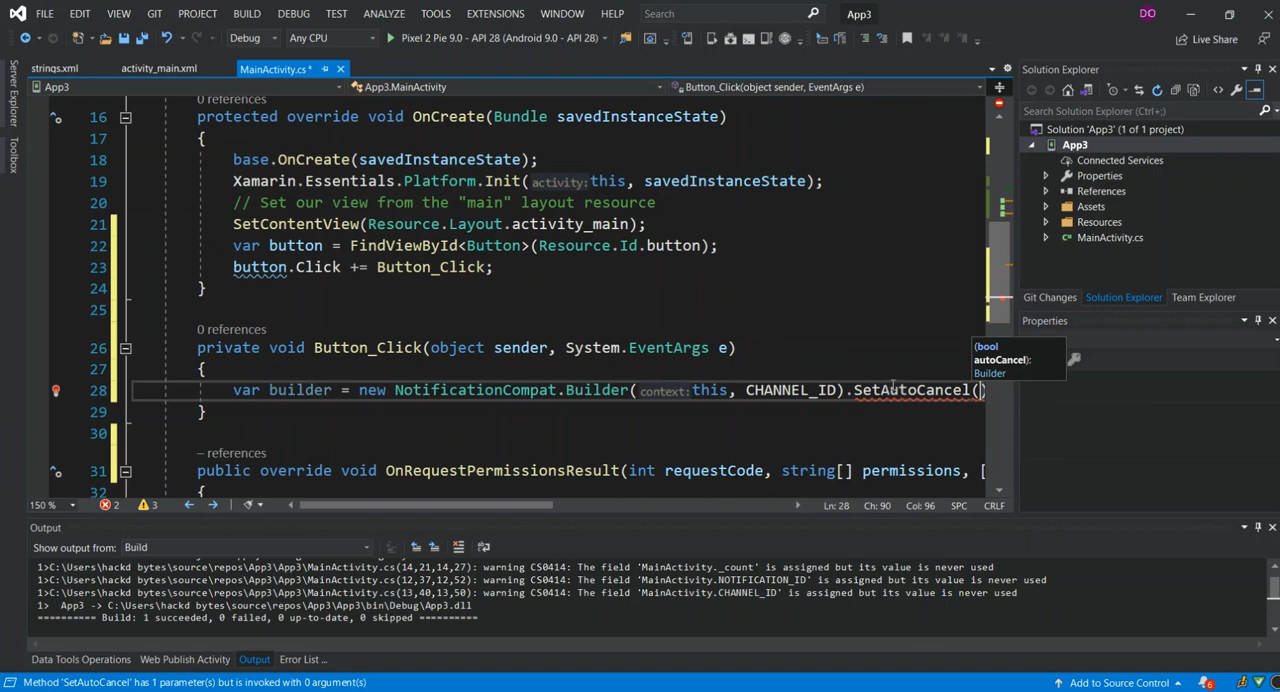 FILE EDIT VIEW GIT PROJECT BUILD DEBUG TEST ANALYZE TOOLS EXTENSIONS WINDOW HELP Search App3 DO
Debug Any CPU Pixel 2 Pie 9.0 - API 28 (Android 9.0 - API 28) Live Share
strings.xml activity_main.xml MainActivity.cs*
App3 App3.MainActivity Button_Click(object sender, EventArgs e)
Server Explorer
Toolbox
0 references
16 protected override void OnCreate(Bundle savedInstanceState)
17 {
18 base.OnCreate(savedInstanceState);
19 Xamarin.Essentials.Platform.Init(activity:this, savedInstanceState);
20 // Set our view from the "main" layout resource
21 SetContentView(Resource.Layout.activity_main);
22 var button = FindViewById<Button>(Resource.Id.button);
23 button.Click += Button_Click;
24 }
25
0 references
26 private void Button_Click(object sender, System.EventArgs e)
27 {
28 var builder = new NotificationCompat.Builder(context:this, CHANNEL_ID).SetAutoCancel()
29 }
30
– references
31 public override void OnRequestPermissionsResult(int requestCode, string[] permissions, [
32 {
(bool
autoCancel):
Builder
150 % 2 3 Ln: 28 Ch: 90 Col: 96 SPC CRLF
Solution Explorer
Search Solution Explorer (Ctrl+;)
Solution 'App3' (1 of 1 project)
App3
Connected Services
Properties
References
Assets
Resources
MainActivity.cs
Git Changes Solution Explorer Team Explorer
Properties
Output
Show output from: Build
1>C:\Users\hackd bytes\source\repos\App3\App3\MainActivity.cs(14,21,14,27): warning CS0414: The field 'MainActivity._count' is assigned but its value is never used
1>C:\Users\hackd bytes\source\repos\App3\App3\MainActivity.cs(12,37,12,52): warning CS0414: The field 'MainActivity.NOTIFICATION_ID' is assigned but its value is never used
1>C:\Users\hackd bytes\source\repos\App3\App3\MainActivity.cs(13,40,13,50): warning CS0414: The field 'MainActivity.CHANNEL_ID' is assigned but its value is never used
1> App3 -> C:\Users\hackd bytes\source\repos\App3\App3\bin\Debug\App3.dll
========== Build: 1 succeeded, 0 failed, 0 up-to-date, 0 skipped ==========
Data Tools Operations Web Publish Activity Output Error List ...
Method 'SetAutoCancel' has 1 parameter(s) but is invoked with 0 argument(s) Add to Source Control 6